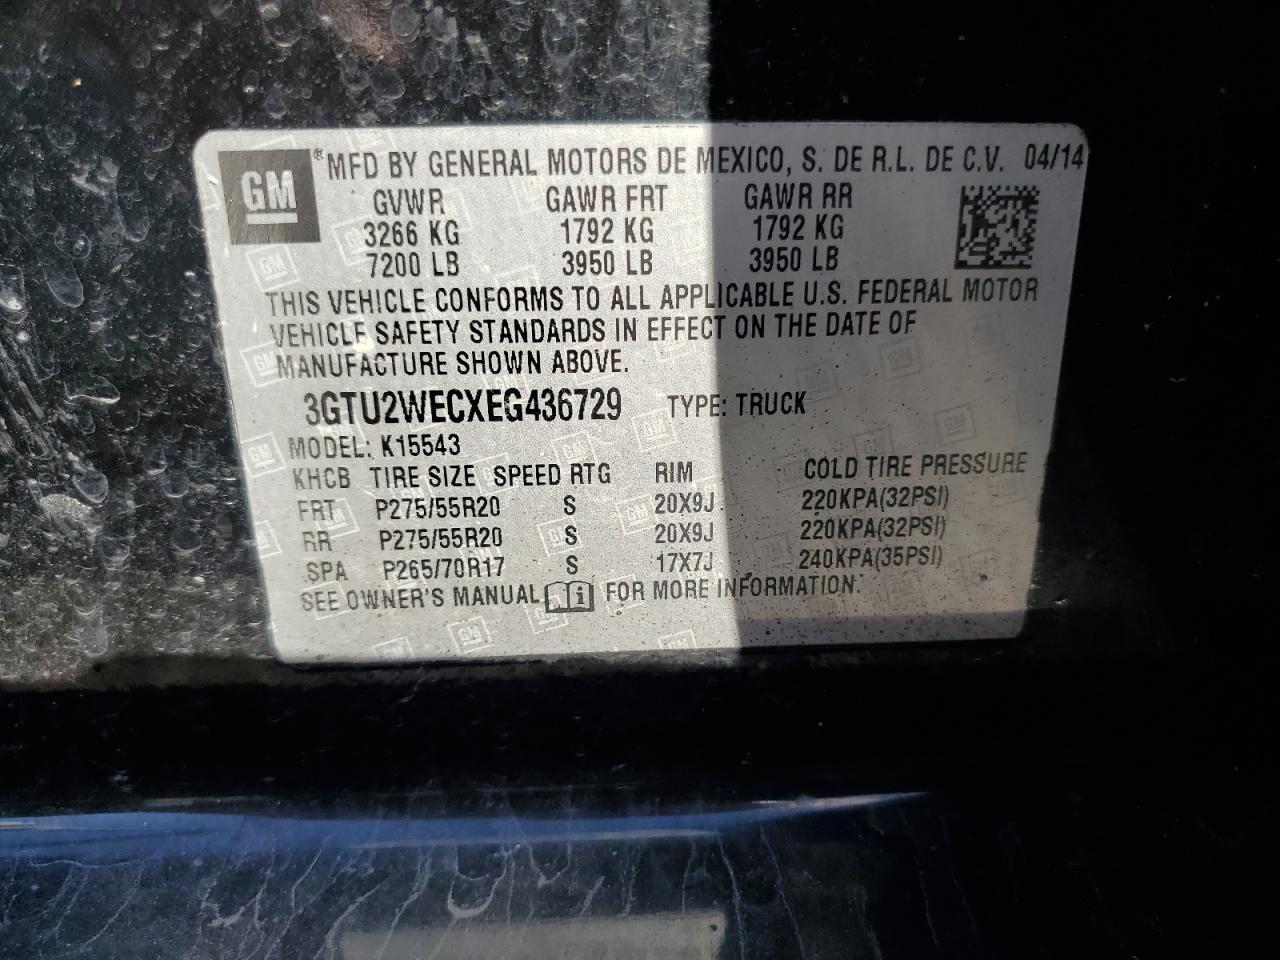 GM ® MFD BY GENERAL MOTORS DE MEXICO, S. DE R.L. DE C.V. 04/14
GVWR GAWR FRT GAWR RR
3266 KG 1792 KG 1792 KG
7200 LB 3950 LB 3950 LB
THIS VEHICLE CONFORMS TO ALL APPLICABLE U.S. FEDERAL MOTOR
VEHICLE SAFETY STANDARDS IN EFFECT ON THE DATE OF
MANUFACTURE SHOWN ABOVE.
3GTU2WECXEG436729 TYPE: TRUCK
MODEL: K15543
KHCB TIRE SIZE SPEED RTG RIM COLD TIRE PRESSURE
FRT P275/55R20 S 20X9J 220KPA(32PSI)
RR P275/55R20 S 20X9J 220KPA(32PSI)
SPA P265/70R17 S 17X7J 240KPA(35PSI)
SEE OWNER'S MANUAL i FOR MORE INFORMATION.